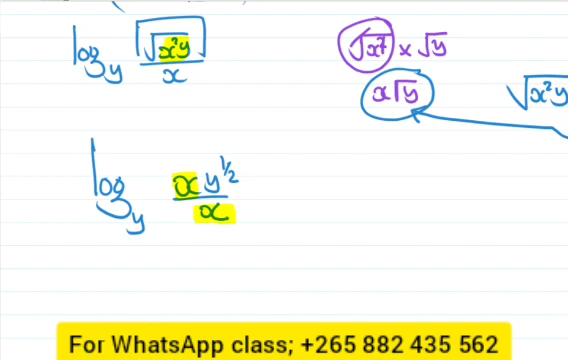 log_y √(x²y)/x
√x² × √y
x√y
√x²y
log_y xy^½/x
For WhatsApp class; +265 882 435 562